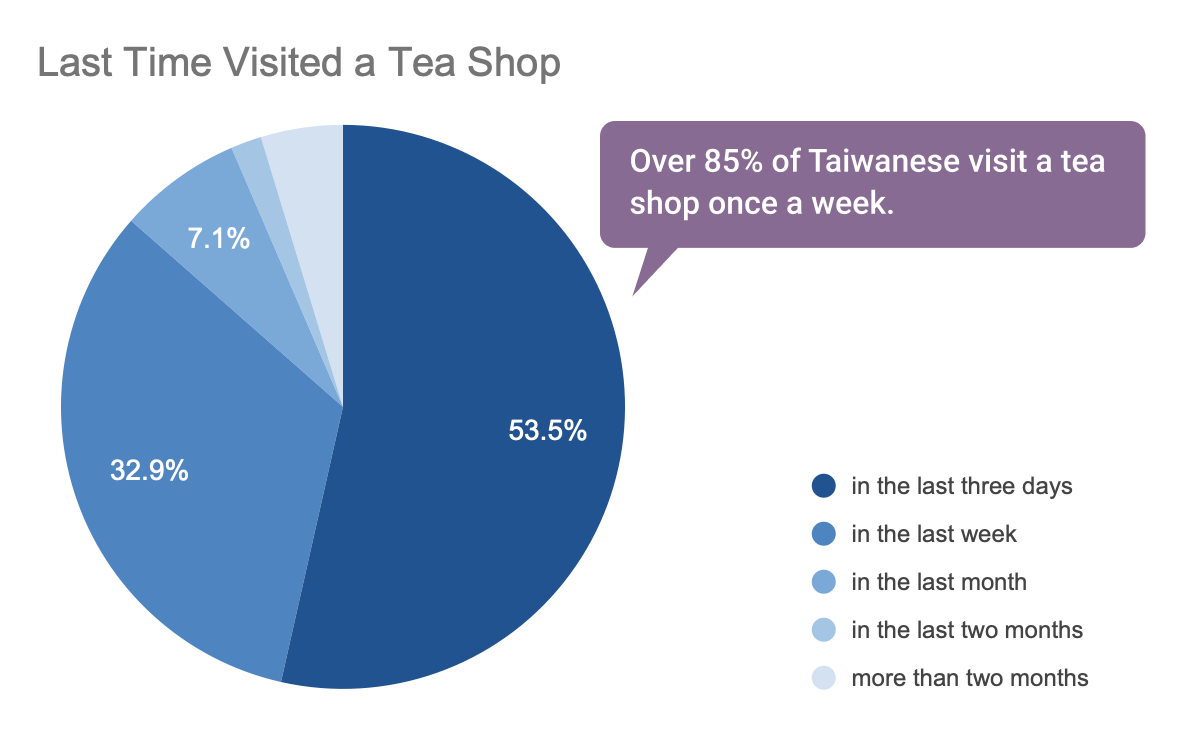 Last Time Visited a Tea Shop
Over 85% of Taiwanese visit a tea
shop once a week.
7.1%
53.5%
32.9%
in the last three days
in the last week
in the last month
in the last two months
more than two months